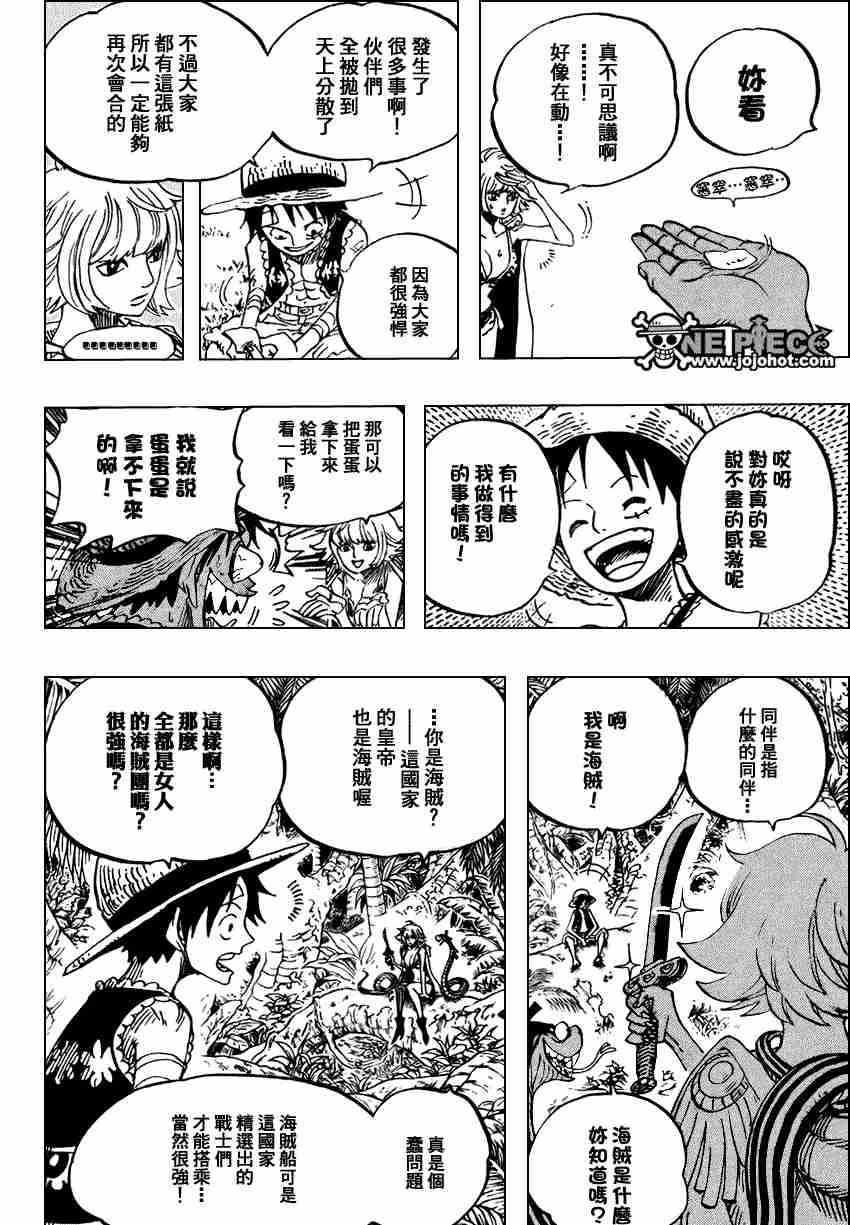 妳看
窸窣…窸窣…
真不可思議啊
……！
好像在動…！
ONE PIECE
www.jojohot.com
發生了
很多事啊！
伙伴們
全被拋到
天上分散了
因為大家
都很強悍
不過大家
都有這張紙
所以一定能夠
再次會合的
哎呀
對妳真的是
說不盡的感激呢
有什麼
我做得到
的事情嗎！
那可以
把蛋蛋
拿下來
給我
看一下嗎？
我就說
蛋蛋是
拿不下來
的啊！
同伴是指
什麼的同伴…
啊
我是海賊！
海賊是什麼
妳知道嗎？
…你是海賊？
——這國家
的皇帝
也是海賊喔
這樣啊…
那麼
全都是女人
的海賊團嗎？
很強嗎？
真是個
蠢問題
海賊船可是
這國家
精選出的
戰士們
才能搭乘…
當然很強！